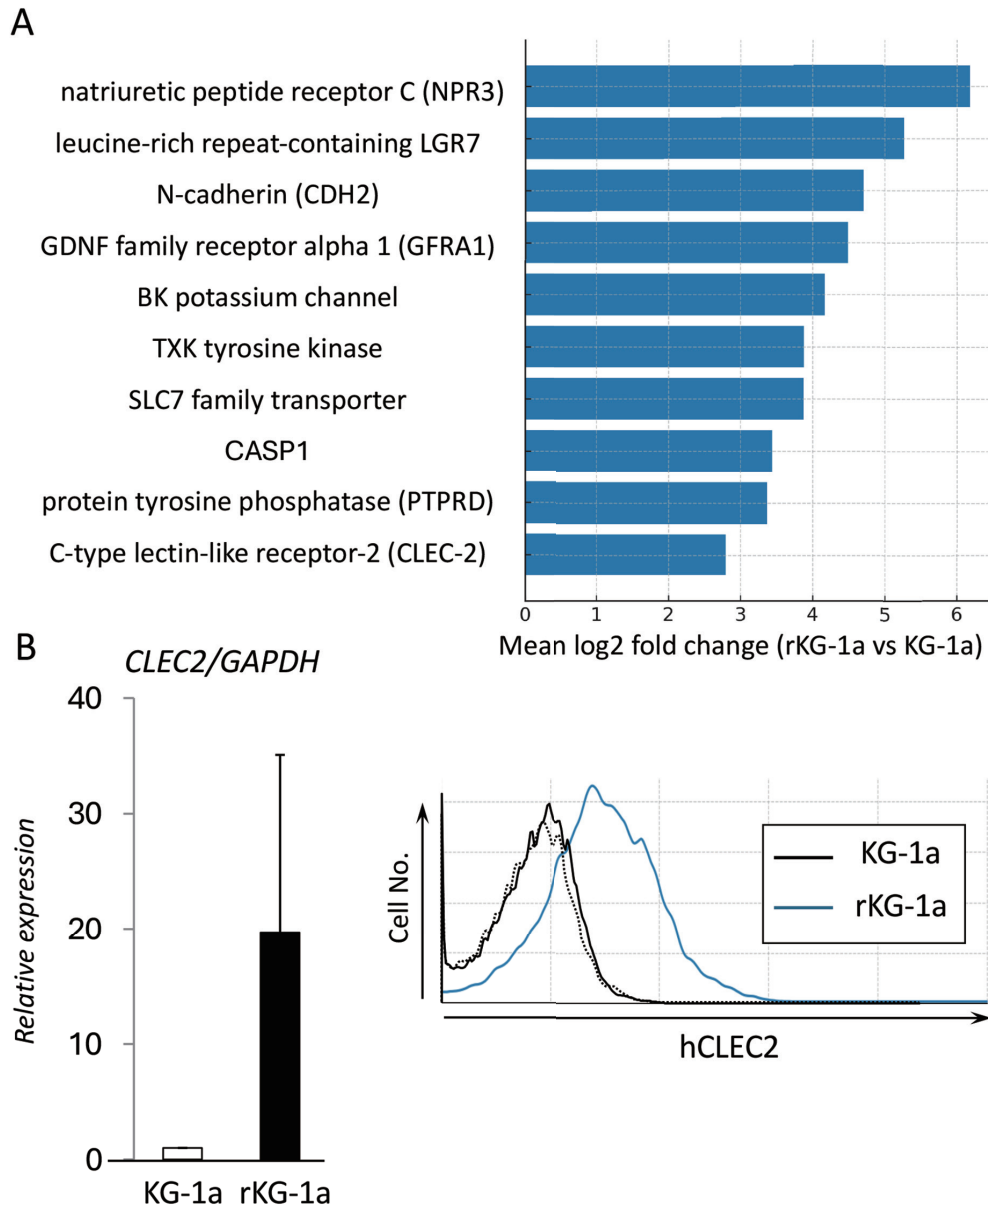 A
natriuretic peptide receptor C (NPR3)
leucine-rich repeat-containing LGR7
N-cadherin (CDH2)
GDNF family receptor alpha 1 (GFRA1)
BK potassium channel
TXK tyrosine kinase
SLC7 family transporter
CASP1
protein tyrosine phosphatase (PTPRD)
C-type lectin-like receptor-2 (CLEC-2)
0 1 2 3 4 5 6
Mean log2 fold change (rKG-1a vs KG-1a)
B
CLEC2/GAPDH
40
30
20
10
0
Relative expression
KG-1a rKG-1a
Cell No.
KG-1a
rKG-1a
hCLEC2